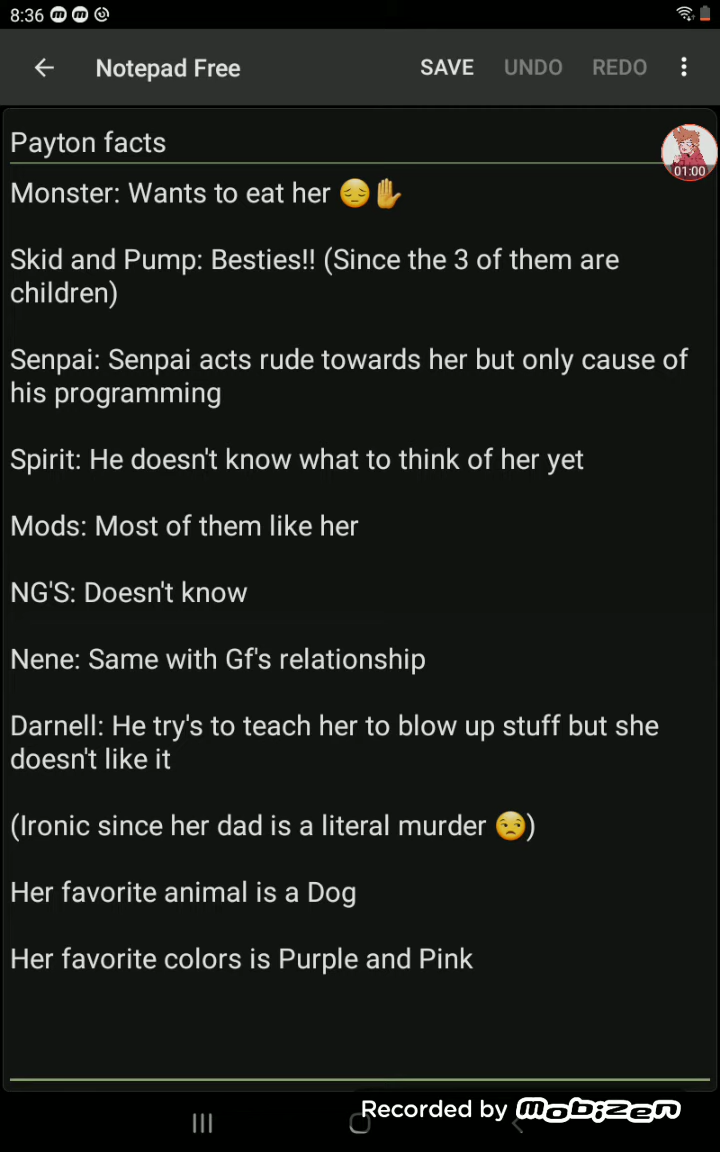 8:36
Notepad Free SAVE UNDO REDO
Payton facts
01:00
Monster: Wants to eat her 😔✋
Skid and Pump: Besties!! (Since the 3 of them are
children)
Senpai: Senpai acts rude towards her but only cause of
his programming
Spirit: He doesn't know what to think of her yet
Mods: Most of them like her
NG'S: Doesn't know
Nene: Same with Gf's relationship
Darnell: He try's to teach her to blow up stuff but she
doesn't like it
(Ironic since her dad is a literal murder 😒)
Her favorite animal is a Dog
Her favorite colors is Purple and Pink
Recorded by mobizen